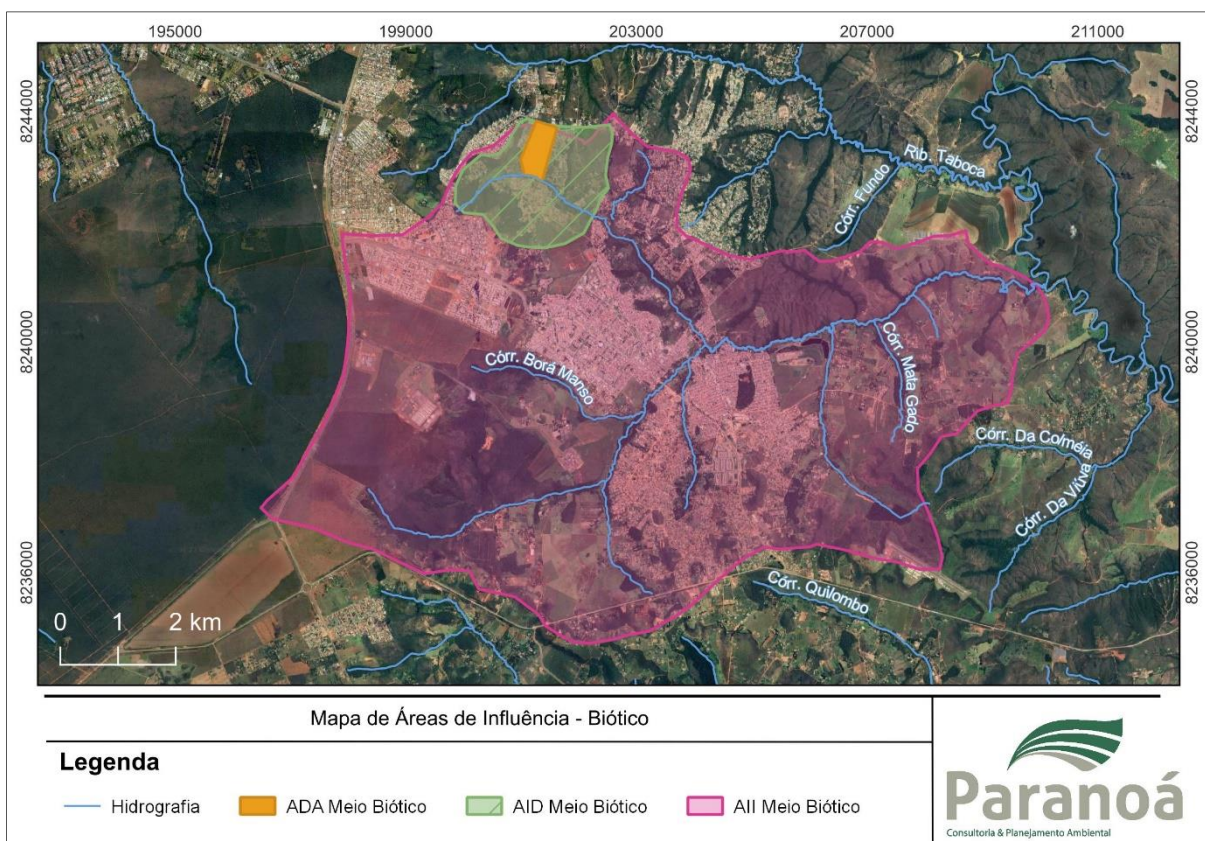 195000 199000 203000 207000 211000
8244000
8244000
Rib. Taboca
Córr. Fundo
8240000
8240000
Córr. Borá Manso
Córr. Mata Gado
Córr. Da Colméia
Córr. Da Viúva
8236000
8236000
Córr. Quilombo
0 1 2 km
Mapa de Áreas de Influência - Biótico
Legenda
Hidrografia ADA Meio Biótico AID Meio Biótico AII Meio Biótico
Paranoá
Consultoria & Planejamento Ambiental